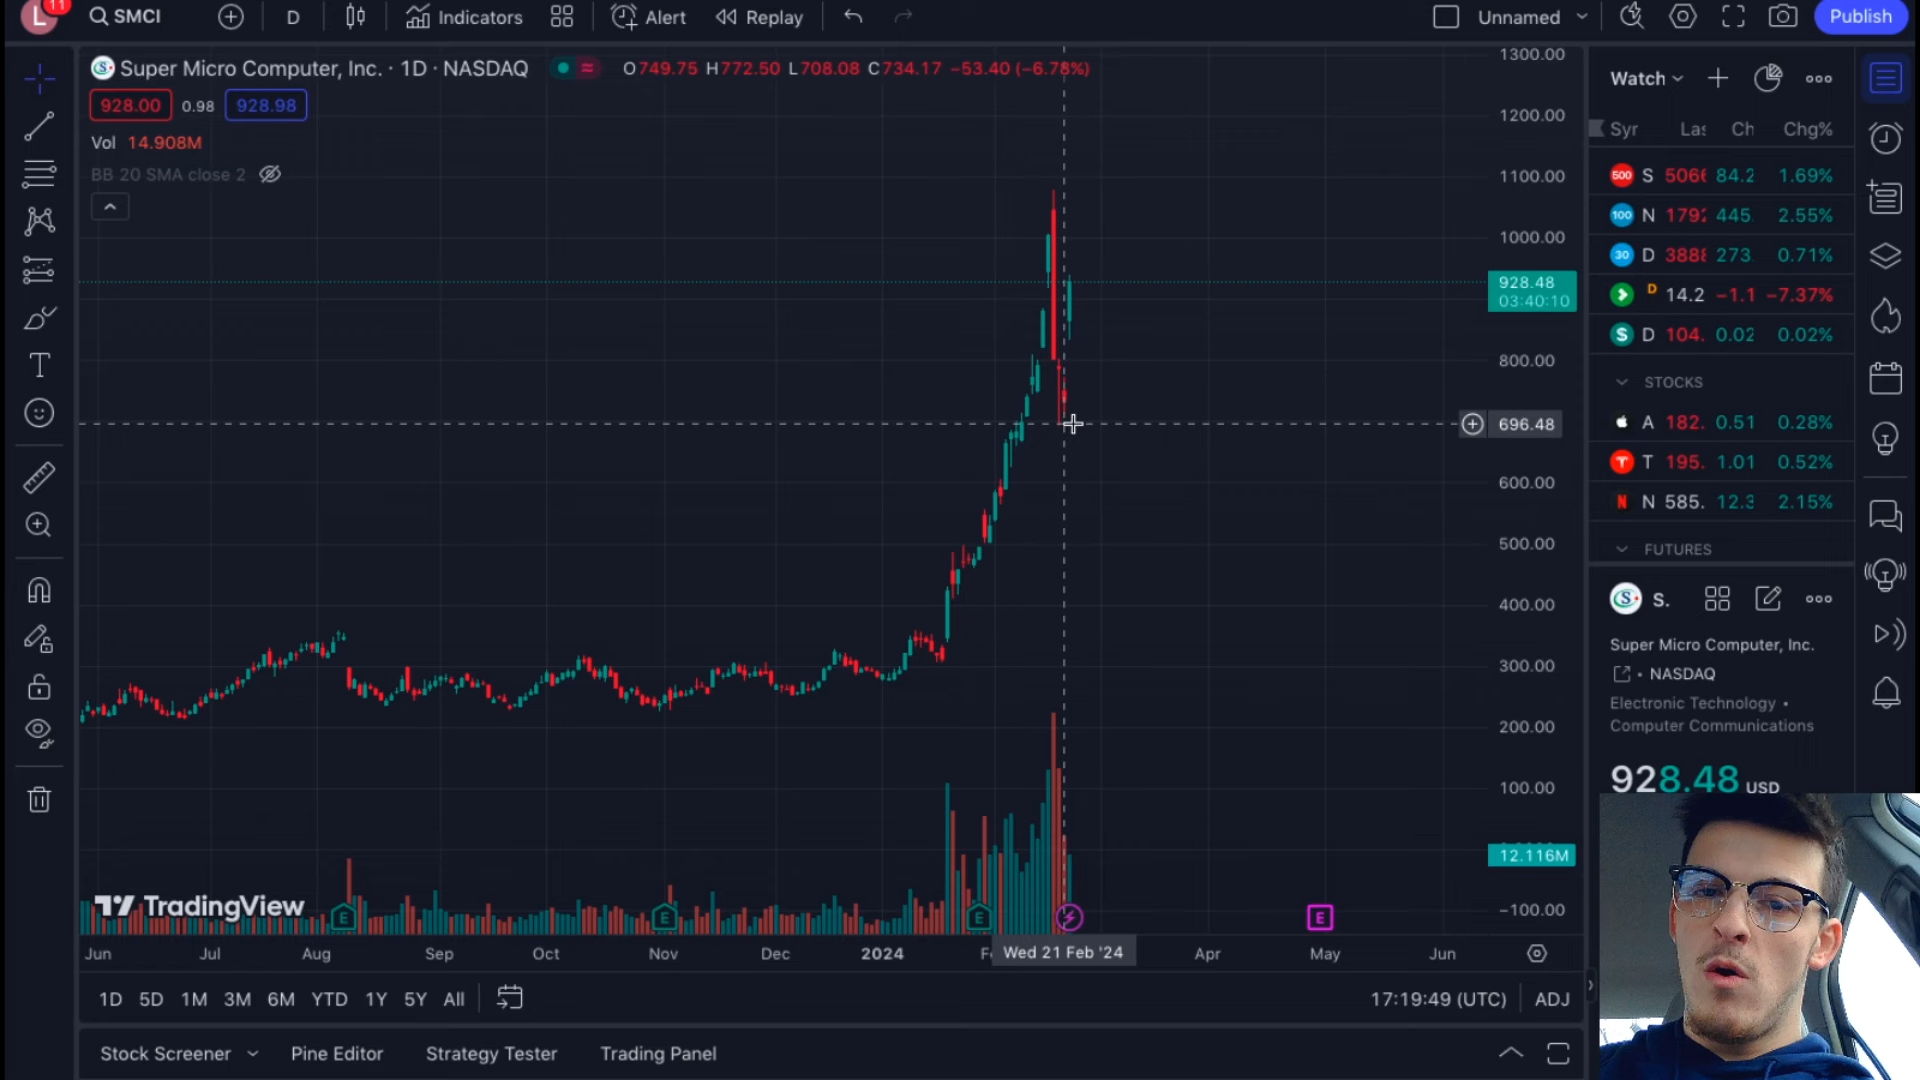 L 11 SMCI D Indicators Alert Replay Unnamed Publish
S Super Micro Computer, Inc. · 1D · NASDAQ O749.75 H772.50 L708.08 C734.17 −53.40 (−6.78%)
928.00 0.98 928.98
Vol 14.908M
BB 20 SMA close 2
1300.00
1200.00
1100.00
1000.00
928.48
03:40:10
800.00
696.48
600.00
500.00
400.00
300.00
200.00
100.00
12.116M
−100.00
TradingView
E E E E
Jun Jul Aug Sep Oct Nov Dec 2024 Wed 21 Feb '24 Apr May Jun
1D 5D 1M 3M 6M YTD 1Y 5Y All 17:19:49 (UTC) ADJ
Stock Screener Pine Editor Strategy Tester Trading Panel
Watch
Syr Las Ch Chg%
500 S 5066 84.2 1.69%
100 N 1792 445. 2.55%
30 D 3888 273. 0.71%
D 14.2 −1.1 −7.37%
S D 104. 0.02 0.02%
STOCKS
A 182. 0.51 0.28%
T T 195. 1.01 0.52%
N N 585. 12.3 2.15%
FUTURES
S S.
Super Micro Computer, Inc.
• NASDAQ
Electronic Technology •
Computer Communications
928.48 USD